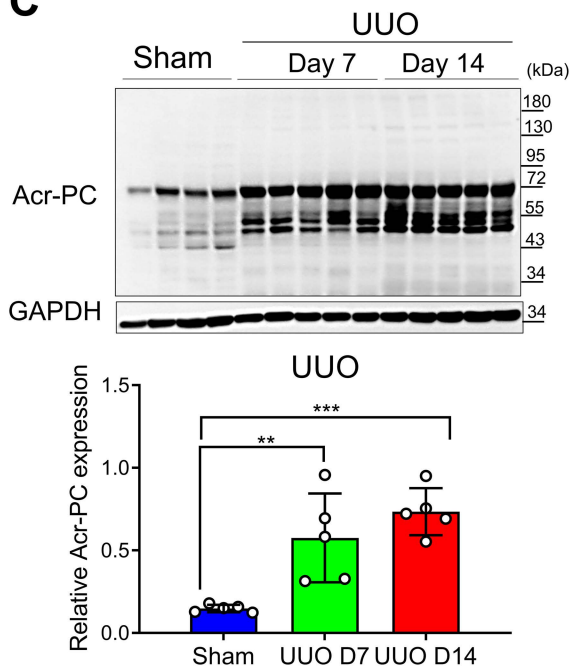 C
UUO
Sham Day 7 Day 14 (kDa)
180
130
95
72
Acr-PC
55
43
34
GAPDH 34
UUO
Relative Acr-PC expression
1.5
***
**
1.0
0.5
0.0
Sham UUO D7 UUO D14